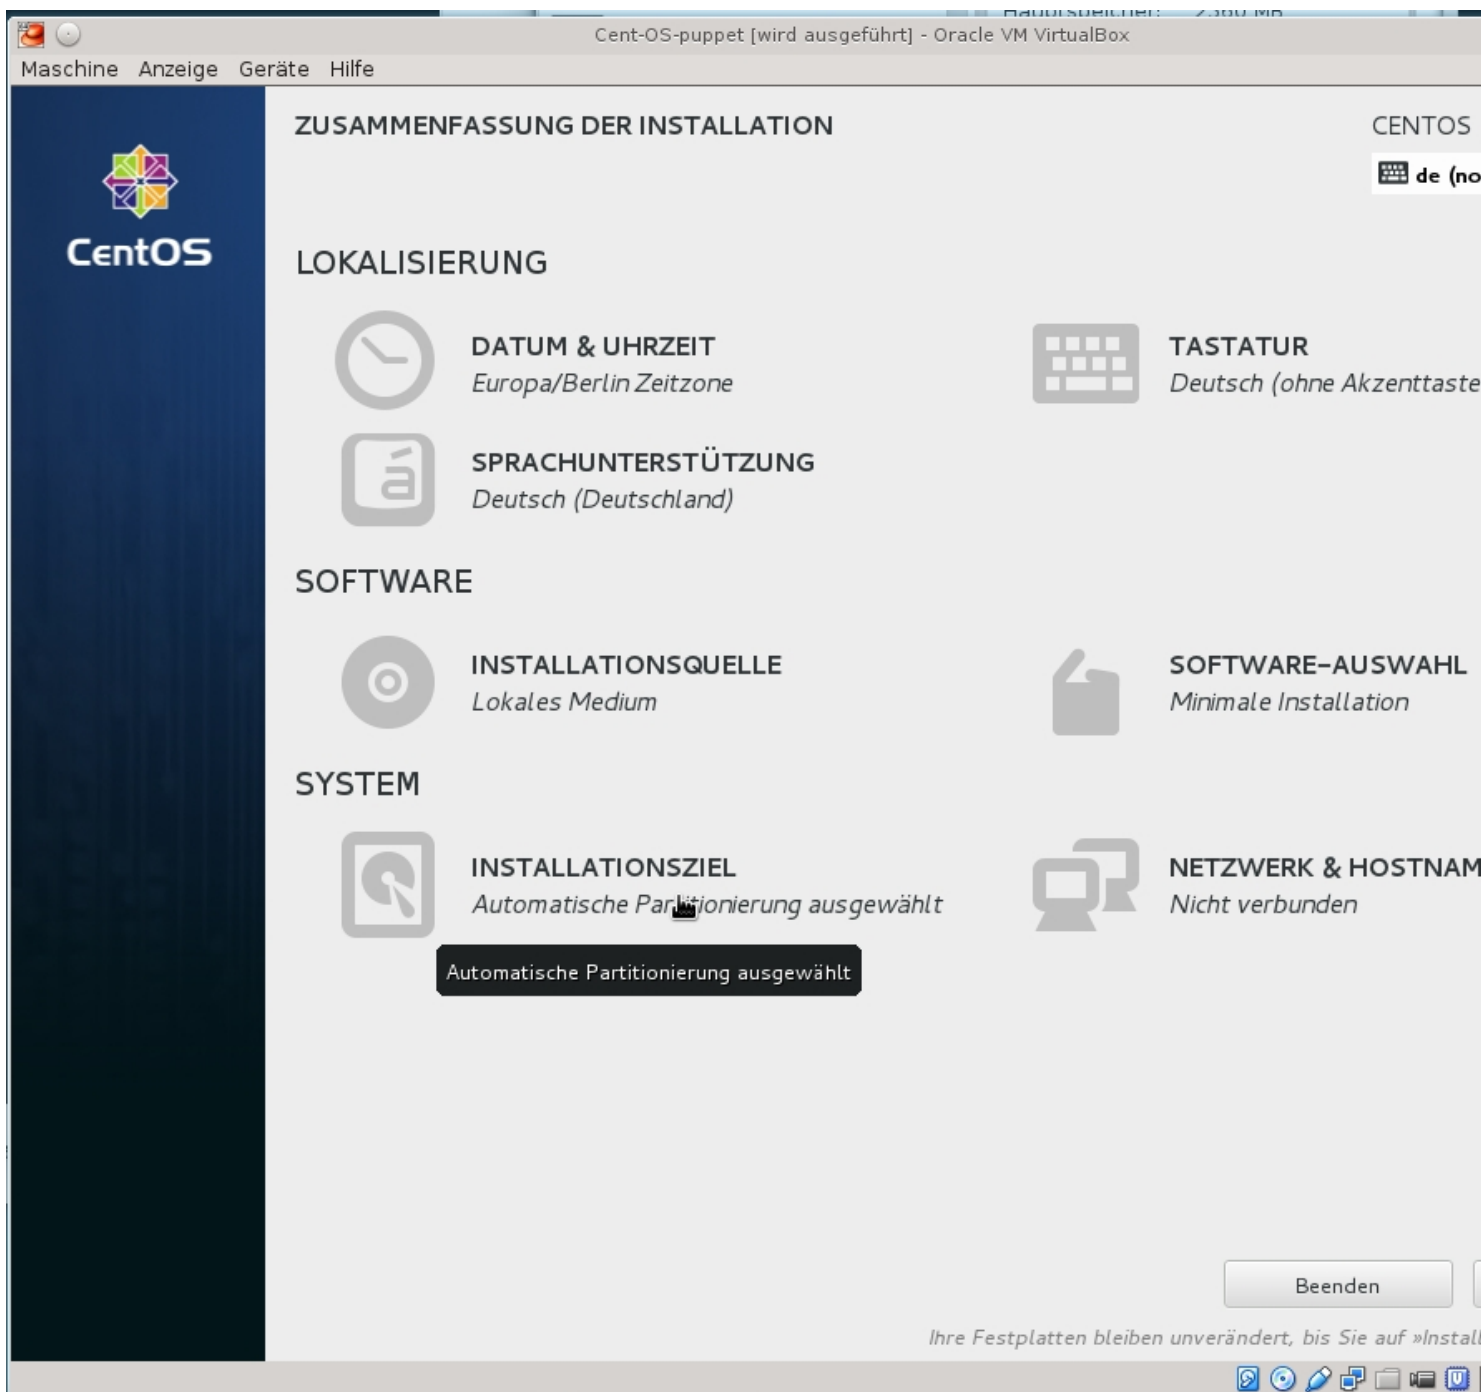 Hauptspeicher: 2560 MB
Cent-OS-puppet [wird ausgeführt] - Oracle VM VirtualBox
Maschine Anzeige Geräte Hilfe
ZUSAMMENFASSUNG DER INSTALLATION
CENTOS
de (no
CentOS
LOKALISIERUNG
DATUM & UHRZEIT
Europa/Berlin Zeitzone
TASTATUR
Deutsch (ohne Akzenttaste
SPRACHUNTERSTÜTZUNG
Deutsch (Deutschland)
SOFTWARE
INSTALLATIONSQUELLE
Lokales Medium
SOFTWARE-AUSWAHL
Minimale Installation
SYSTEM
INSTALLATIONSZIEL
Automatische Partitionierung ausgewählt
NETZWERK & HOSTNAM
Nicht verbunden
Automatische Partitionierung ausgewählt
Beenden
Ihre Festplatten bleiben unverändert, bis Sie auf »Install